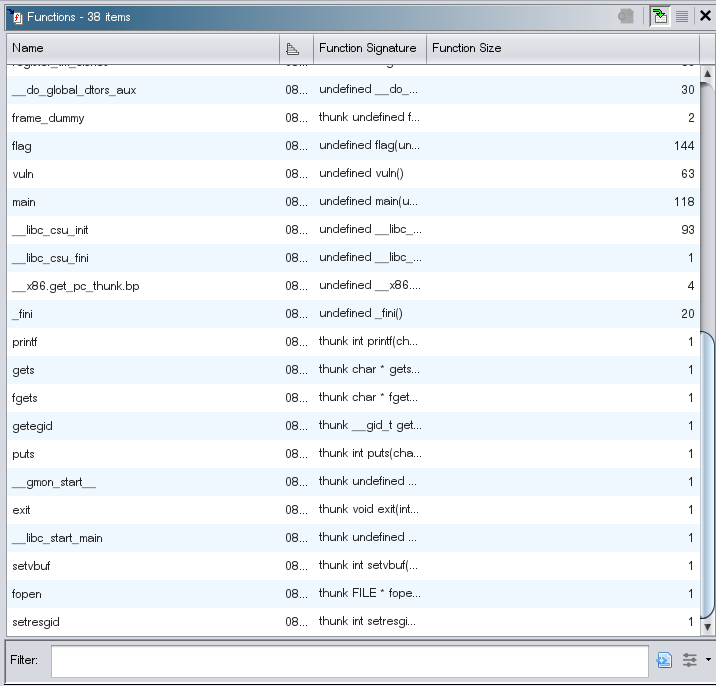 Functions - 38 items
Name Function Signature Function Size
__do_global_dtors_aux 08... undefined __do_... 30
frame_dummy 08... thunk undefined f... 2
flag 08... undefined flag(un... 144
vuln 08... undefined vuln() 63
main 08... undefined main(u... 118
__libc_csu_init 08... undefined __libc_... 93
__libc_csu_fini 08... undefined __libc_... 1
__x86.get_pc_thunk.bp 08... undefined __x86.... 4
_fini 08... undefined _fini() 20
printf 08... thunk int printf(ch... 1
gets 08... thunk char * gets... 1
fgets 08... thunk char * fget... 1
getegid 08... thunk __gid_t get... 1
puts 08... thunk int puts(cha... 1
__gmon_start__ 08... thunk undefined ... 1
exit 08... thunk void exit(int... 1
__libc_start_main 08... thunk undefined ... 1
setvbuf 08... thunk int setvbuf(... 1
fopen 08... thunk FILE * fope... 1
setresgid 08... thunk int setresgi... 1
Filter: